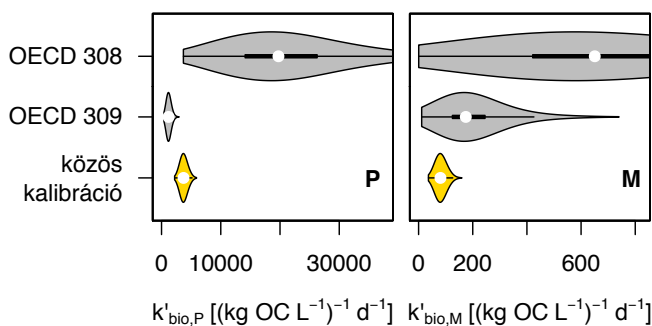 OECD 308
OECD 309
közös
kalibráció
P
M
0 10000 30000
0 200 600
k'bio,P [(kg OC L⁻¹)⁻¹ d⁻¹]
k'bio,M [(kg OC L⁻¹)⁻¹ d⁻¹]